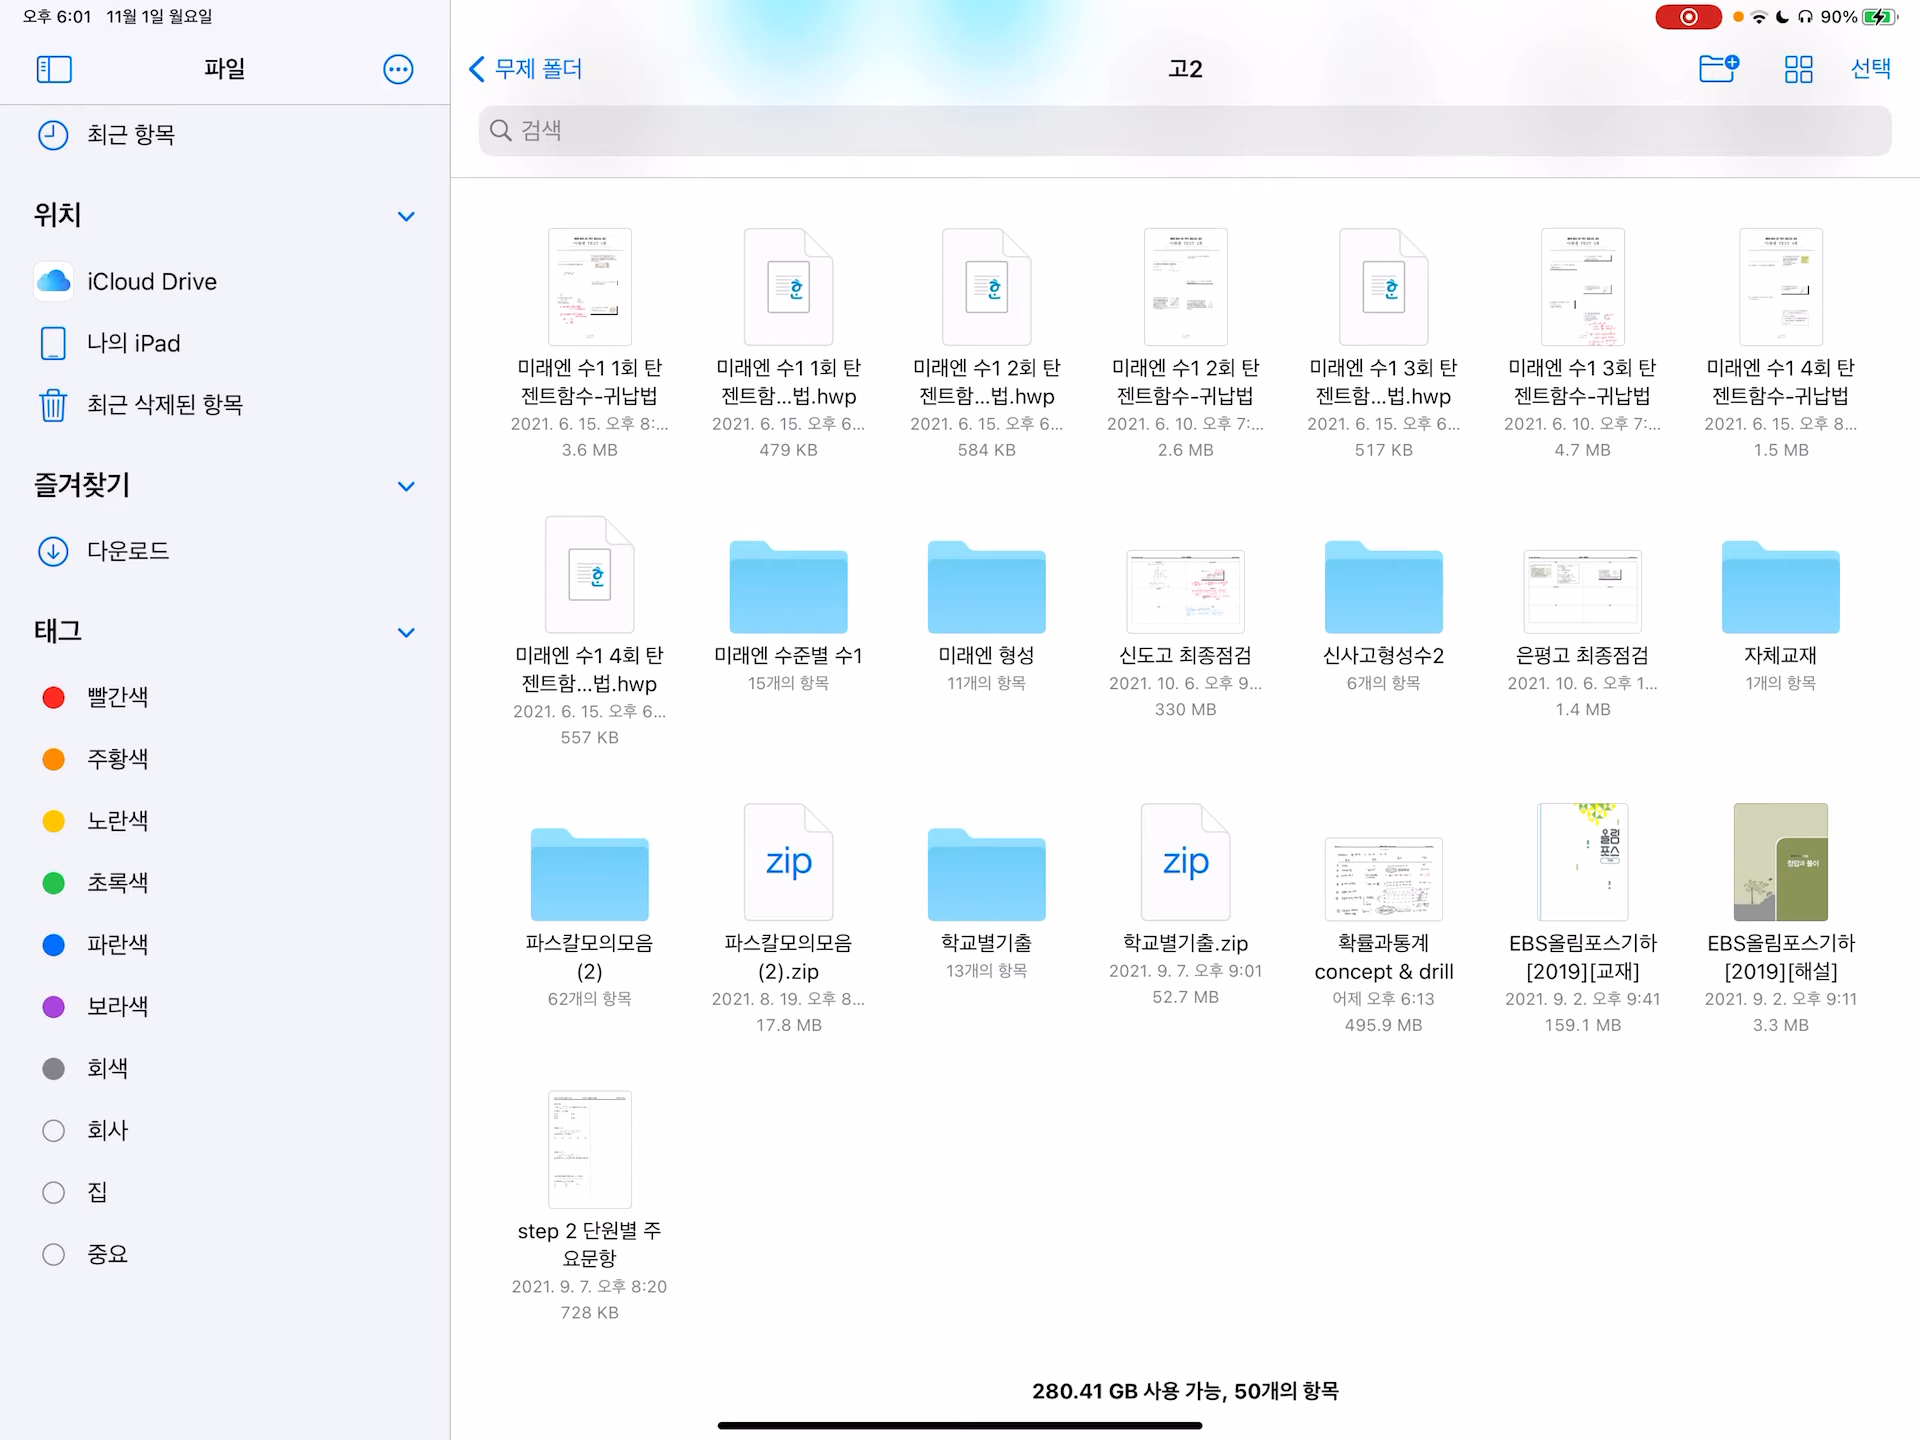 오후 6:01 11월 1일 월요일
90%
파일
무제 폴더
고2
선택
검색
최근 항목
위치
iCloud Drive
나의 iPad
최근 삭제된 항목
즐겨찾기
다운로드
태그
빨간색
주황색
노란색
초록색
파란색
보라색
회색
회사
집
중요
미래엔 수1 1회 탄
젠트함수-귀납법
2021. 6. 15. 오후 8:...
3.6 MB
미래엔 수1 1회 탄
젠트함...법.hwp
2021. 6. 15. 오후 6...
479 KB
미래엔 수1 2회 탄
젠트함...법.hwp
2021. 6. 15. 오후 6...
584 KB
미래엔 수1 2회 탄
젠트함수-귀납법
2021. 6. 10. 오후 7:...
2.6 MB
미래엔 수1 3회 탄
젠트함...법.hwp
2021. 6. 15. 오후 6...
517 KB
미래엔 수1 3회 탄
젠트함수-귀납법
2021. 6. 10. 오후 7:...
4.7 MB
미래엔 수1 4회 탄
젠트함수-귀납법
2021. 6. 15. 오후 8...
1.5 MB
미래엔 수1 4회 탄
젠트함...법.hwp
2021. 6. 15. 오후 6...
557 KB
미래엔 수준별 수1
15개의 항목
미래엔 형성
11개의 항목
신도고 최종점검
2021. 10. 6. 오후 9...
330 MB
신사고형성수2
6개의 항목
은평고 최종점검
2021. 10. 6. 오후 1...
1.4 MB
자체교재
1개의 항목
파스칼모의모음
(2)
62개의 항목
zip
파스칼모의모음
(2).zip
2021. 8. 19. 오후 8...
17.8 MB
학교별기출
13개의 항목
zip
학교별기출.zip
2021. 9. 7. 오후 9:01
52.7 MB
확률과통계
concept & drill
어제 오후 6:13
495.9 MB
올림
포스
EBS올림포스기하
[2019][교재]
2021. 9. 2. 오후 9:41
159.1 MB
정답과 풀이
EBS올림포스기하
[2019][해설]
2021. 9. 2. 오후 9:11
3.3 MB
step 2 단원별 주
요문항
2021. 9. 7. 오후 8:20
728 KB
280.41 GB 사용 가능, 50개의 항목